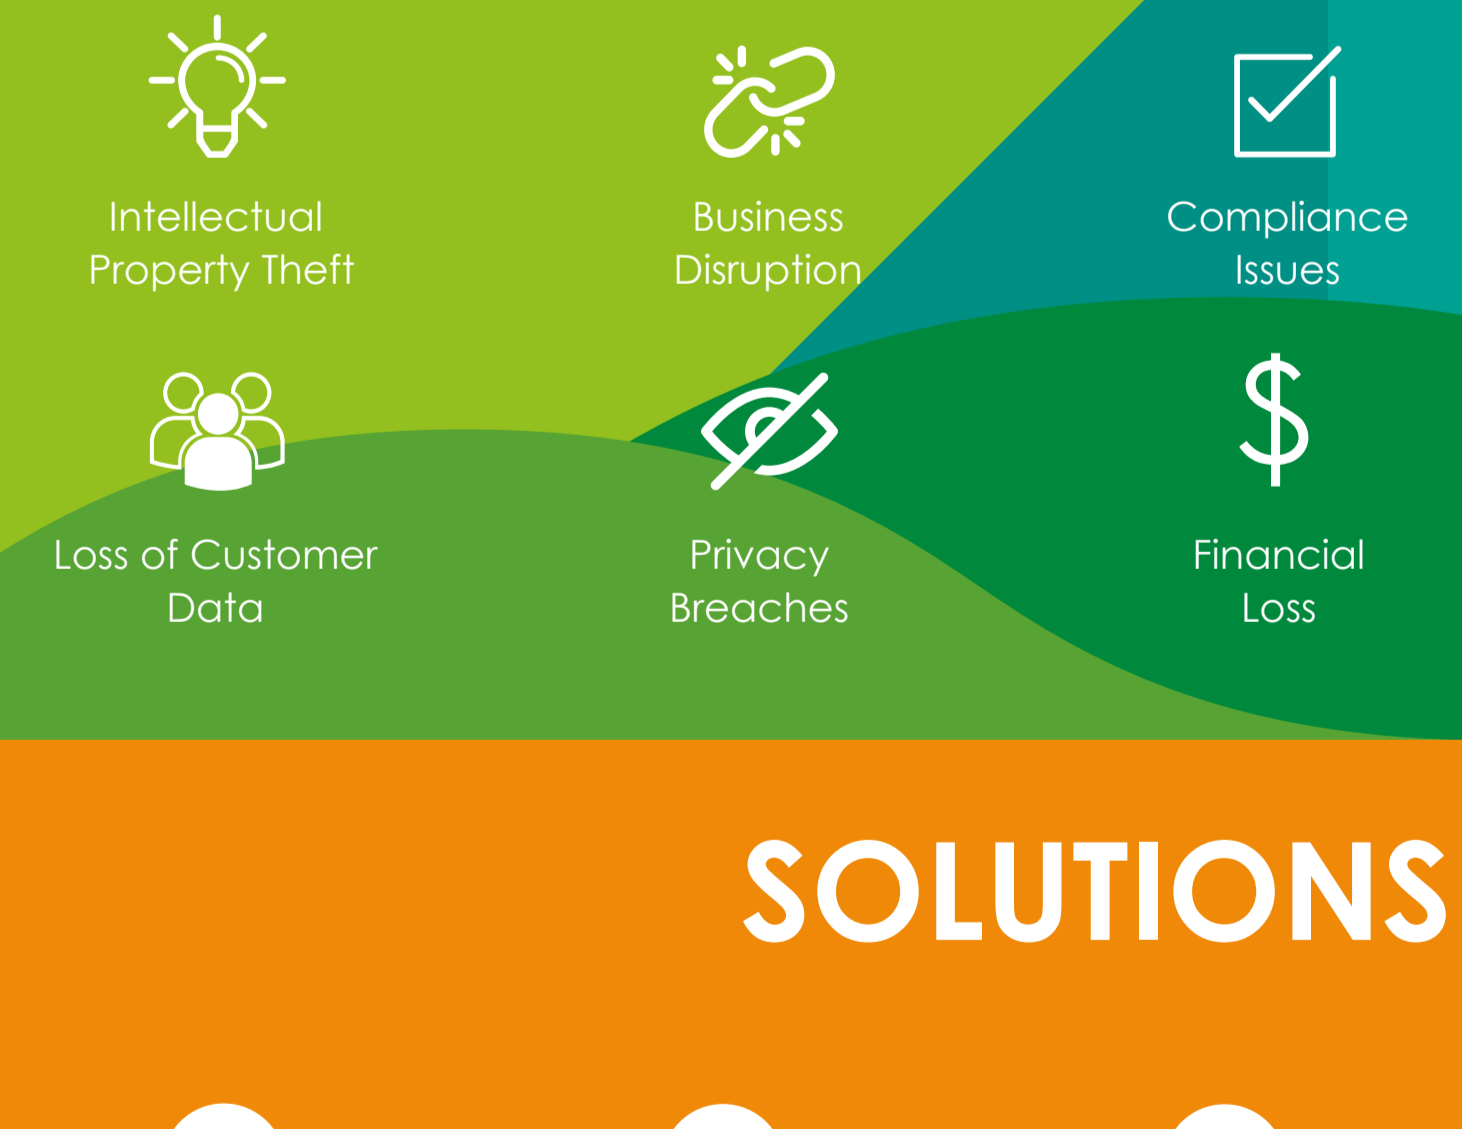 Intellectual
Property Theft
Business
Disruption
Compliance
Issues
Loss of Customer
Data
Privacy
Breaches
Financial
Loss
SOLUTIONS